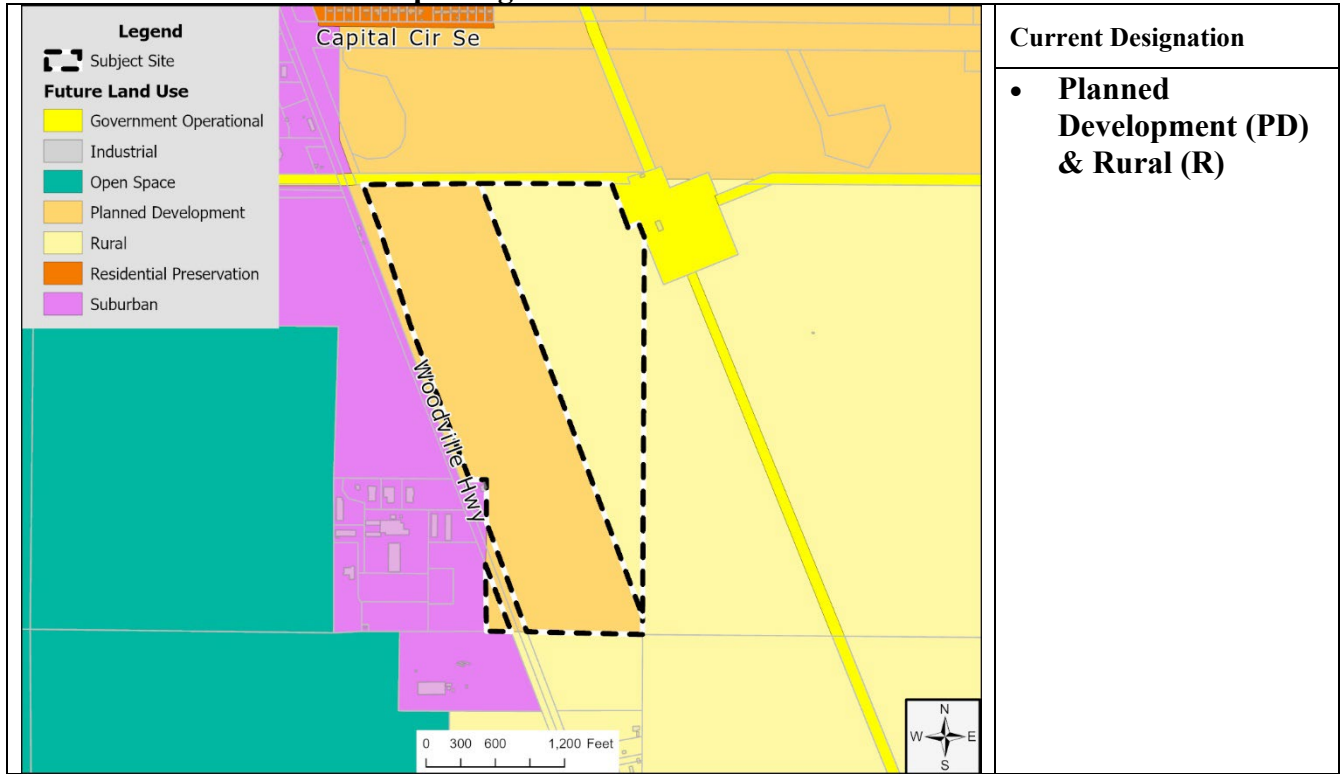 Legend
Subject Site
Future Land Use
Government Operational
Industrial
Open Space
Planned Development
Rural
Residential Preservation
Suburban
Capital Cir Se
Woodville Hwy
0 300 600 1,200 Feet
N
W E
S
Current Designation
• Planned
Development (PD)
& Rural (R)